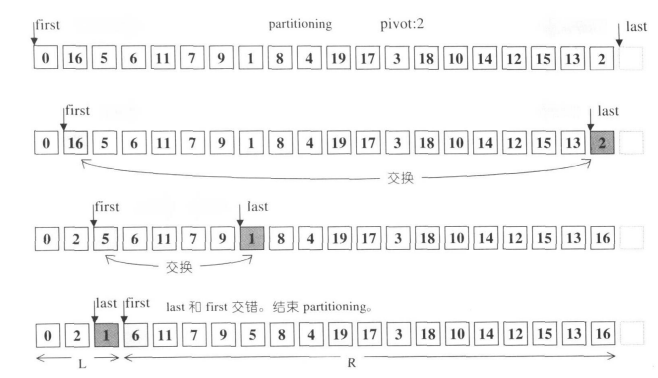 first partitioning pivot:2 last
0 16 5 6 11 7 9 1 8 4 19 17 3 18 10 14 12 15 13 2
first last
0 16 5 6 11 7 9 1 8 4 19 17 3 18 10 14 12 15 13 2
交换
first last
0 2 5 6 11 7 9 1 8 4 19 17 3 18 10 14 12 15 13 16
交换
last first last 和 first 交错。结束 partitioning。
0 2 1 6 11 7 9 5 8 4 19 17 3 18 10 14 12 15 13 16
L R